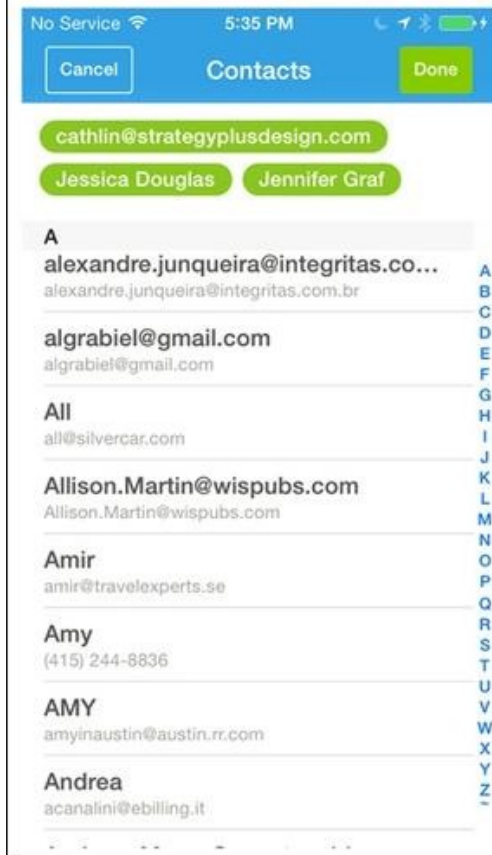 No Service 5:35 PM
Cancel Contacts Done
cathlin@strategyplusdesign.com
Jessica Douglas Jennifer Graf
A
alexandre.junqueira@integritas.co...
alexandre.junqueira@integritas.com.br
algrabiel@gmail.com
algrabiel@gmail.com
All
all@silvercar.com
Allison.Martin@wispubs.com
Allison.Martin@wispubs.com
Amir
amir@travelexperts.se
Amy
(415) 244-8836
AMY
amyinaustin@austin.rr.com
Andrea
acanalini@ebilling.it
A
B
C
D
E
F
G
H
I
J
K
L
M
N
O
P
Q
R
S
T
U
V
W
X
Y
Z